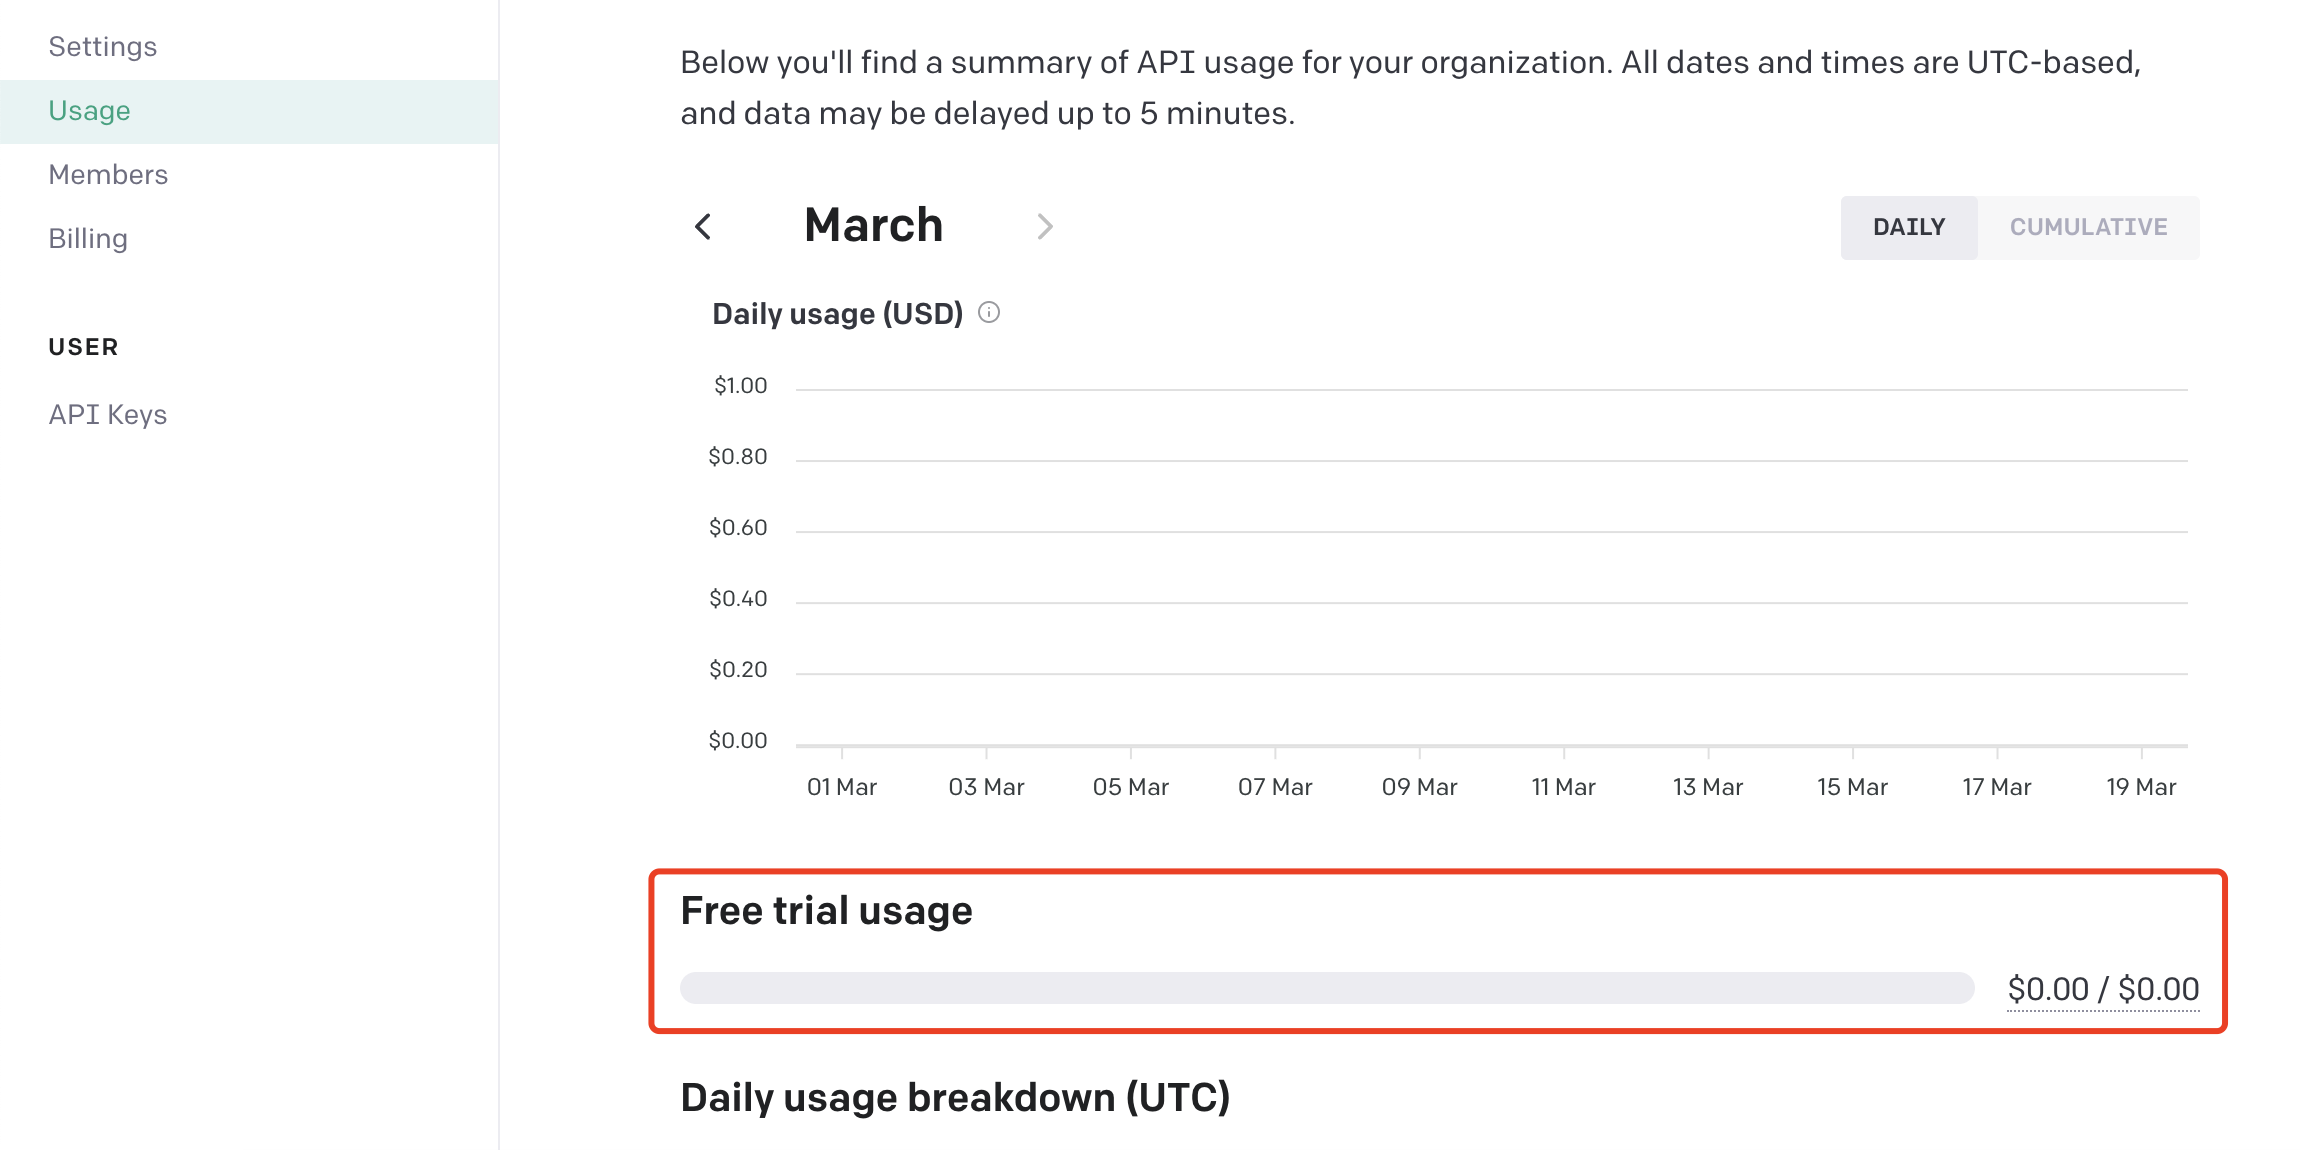 Settings
Usage
Members
Billing
USER
API Keys
Below you'll find a summary of API usage for your organization. All dates and times are UTC-based,
and data may be delayed up to 5 minutes.
March
DAILY
CUMULATIVE
Daily usage (USD)
$1.00
$0.80
$0.60
$0.40
$0.20
$0.00
01 Mar
03 Mar
05 Mar
07 Mar
09 Mar
11 Mar
13 Mar
15 Mar
17 Mar
19 Mar
Free trial usage
$0.00 / $0.00
Daily usage breakdown (UTC)